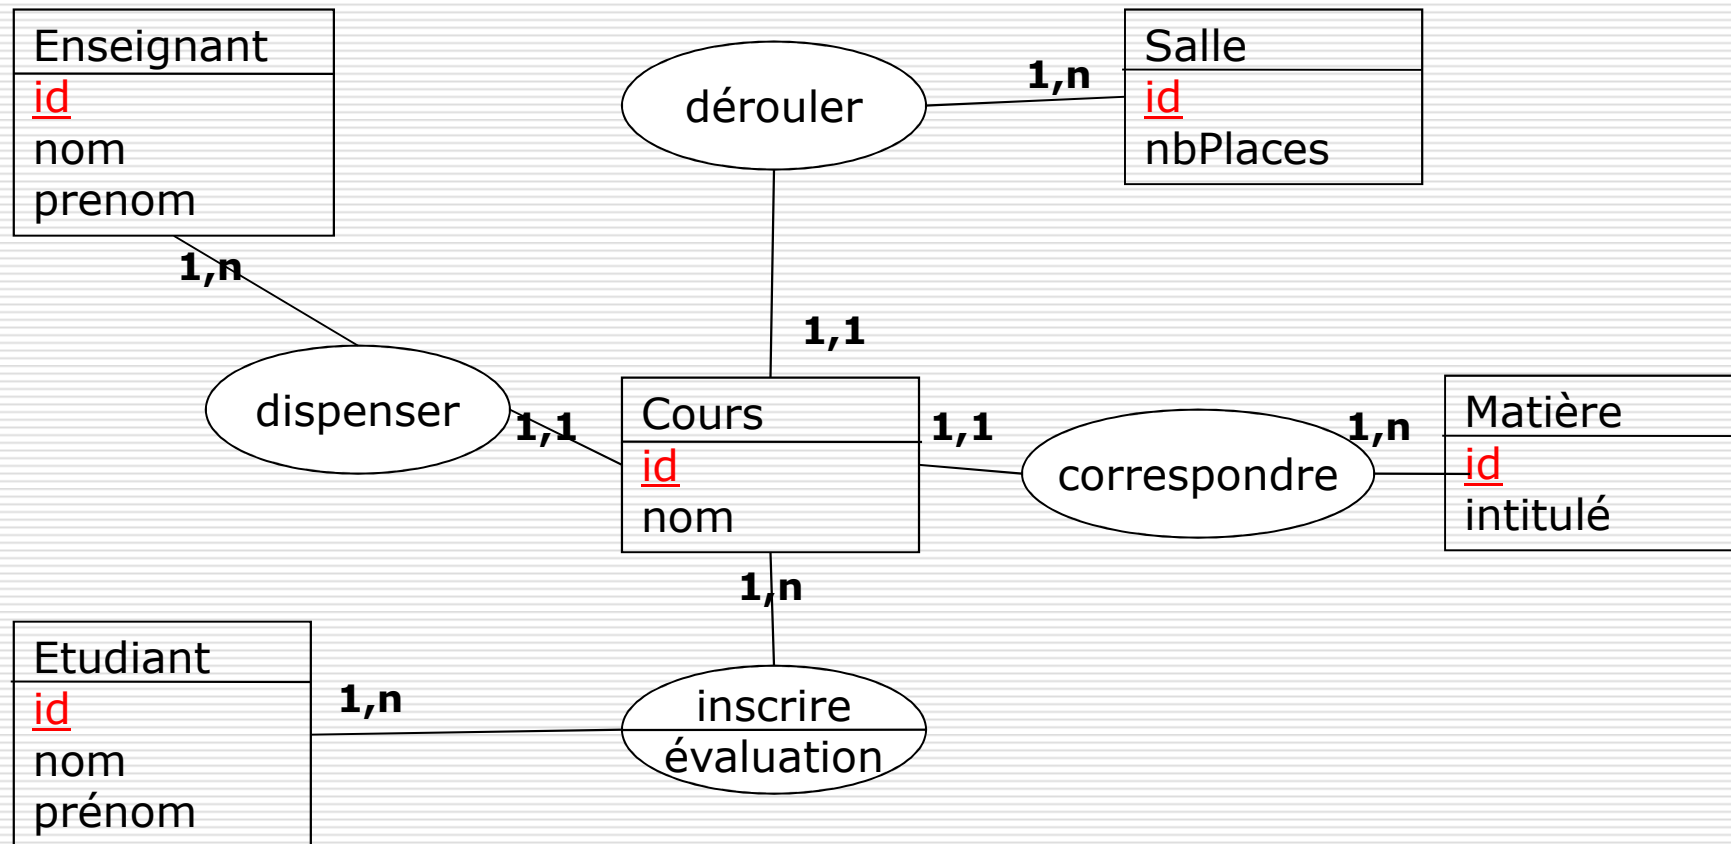 Enseignant
id
nom
prenom
1,n
dérouler
1,n
Salle
id
nbPlaces
1,1
dispenser
1,1
Cours
id
nom
1,1
correspondre
1,n
Matière
id
intitulé
1,n
Etudiant
id
nom
prénom
1,n
inscrire
évaluation